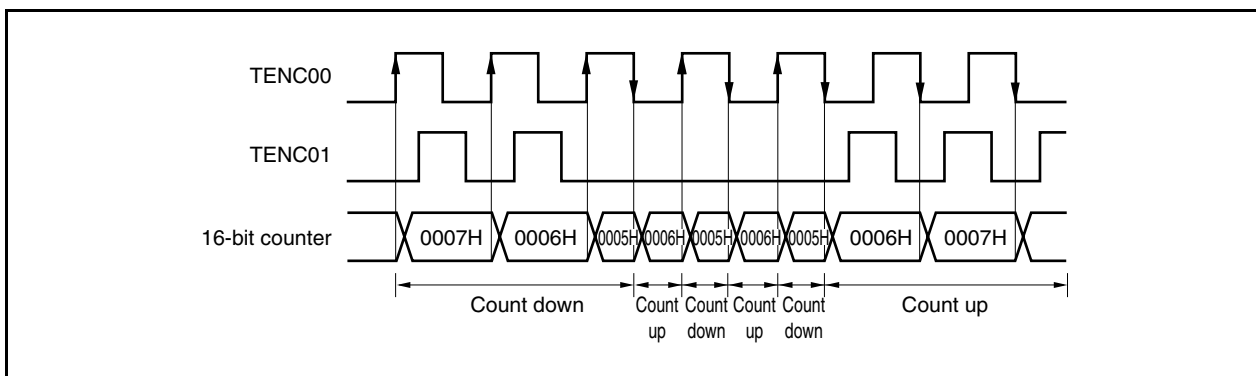 TENC00
TENC01
16-bit counter
0007H 0006H 0005H 0006H 0005H 0006H 0005H 0006H 0007H
Count down Count up Count down Count up Count down Count up